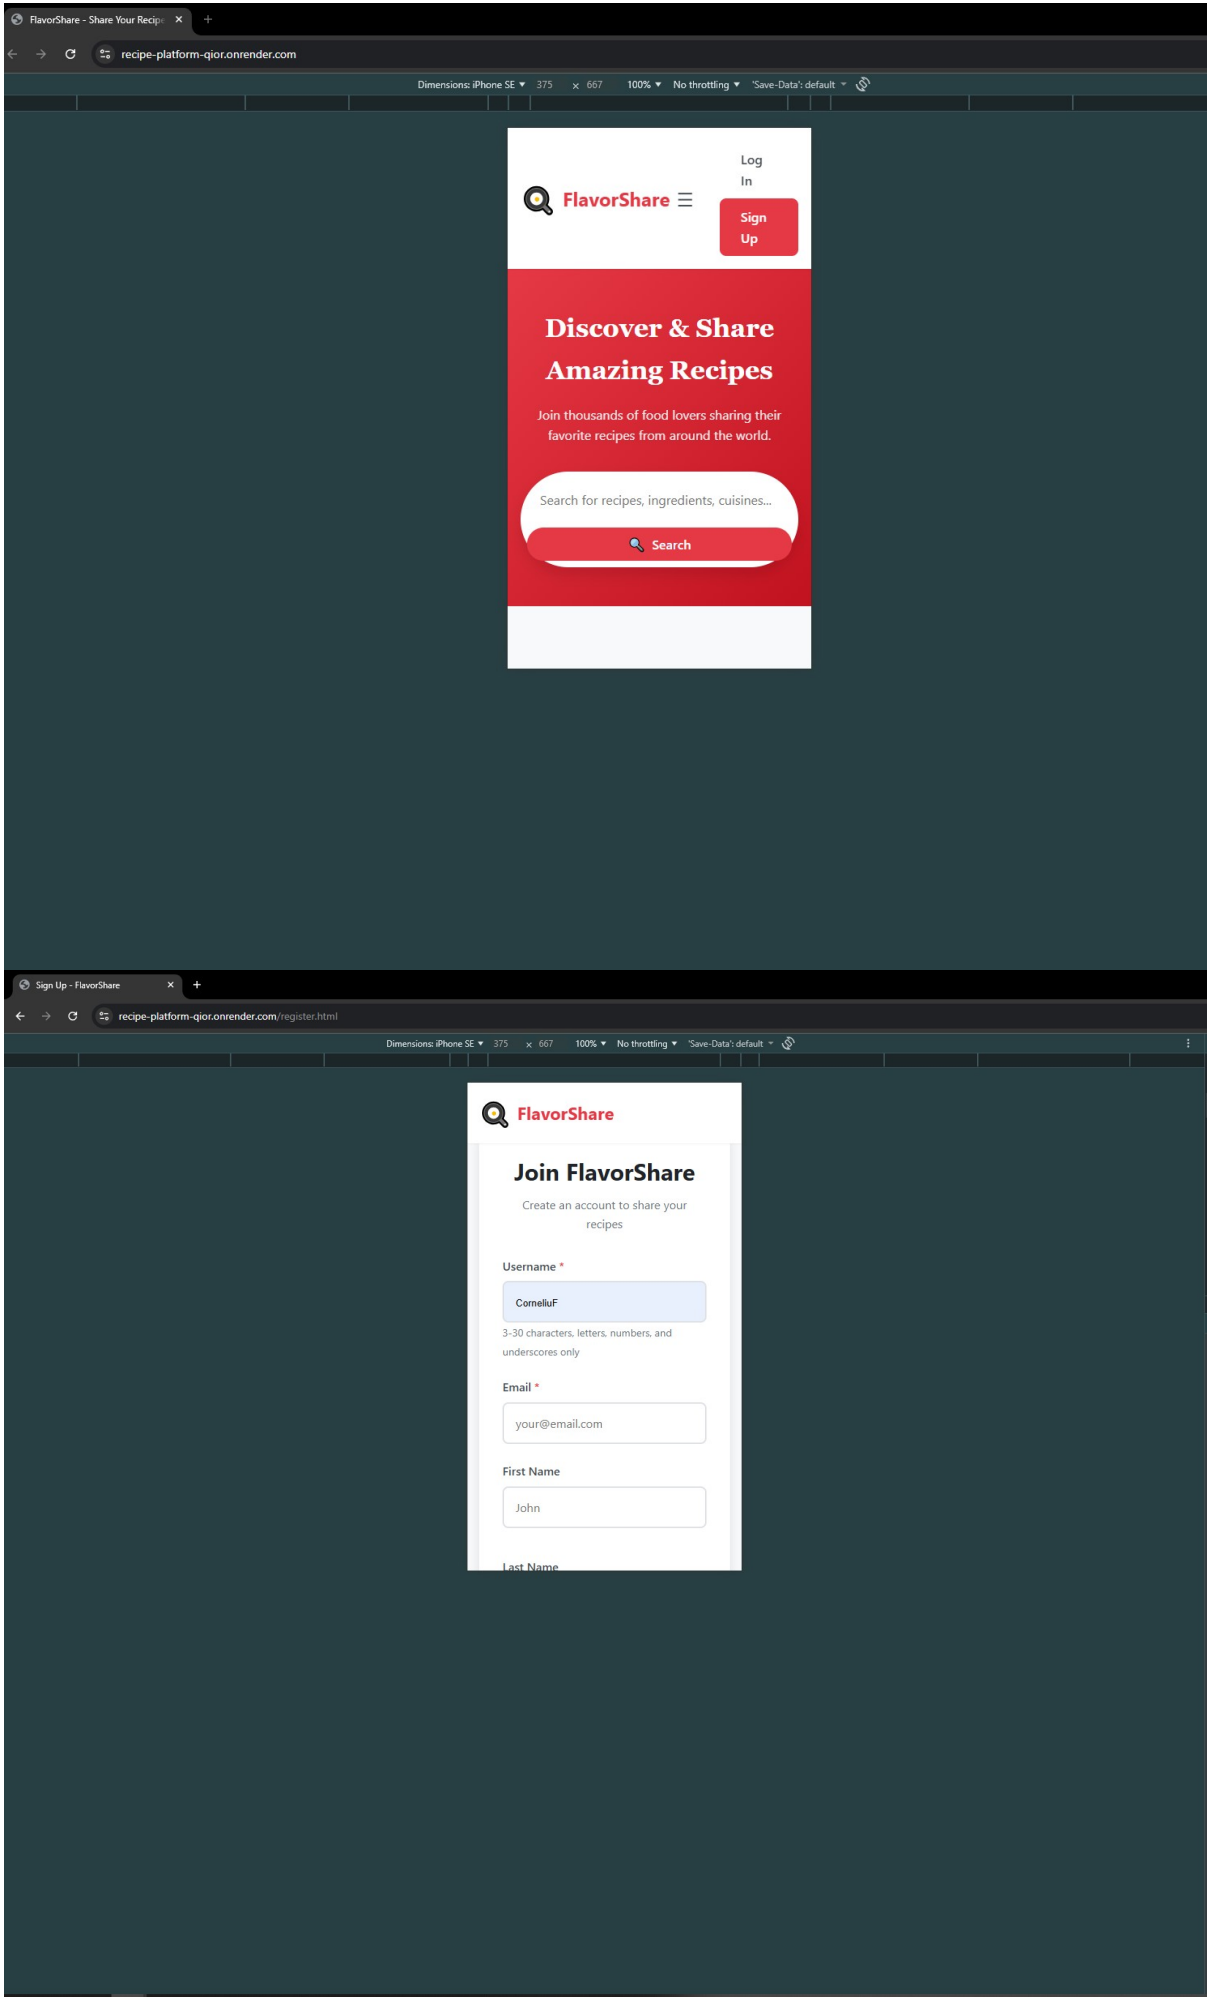 FlavorShare - Share Your Recip
recipe-platform-qior.onrender.com
Dimensions: iPhone SE 375 × 667 100% No throttling 'Save-Data': default
Log
In
FlavorShare
Sign
Up
Discover & Share
Amazing Recipes
Join thousands of food lovers sharing their
favorite recipes from around the world.
Search for recipes, ingredients, cuisines...
Search
Sign Up - FlavorShare
recipe-platform-qior.onrender.com/register.html
Dimensions: iPhone SE 375 × 667 100% No throttling 'Save-Data': default
FlavorShare
Join FlavorShare
Create an account to share your
recipes
Username *
CorneliuF
3-30 characters, letters, numbers, and
underscores only
Email *
your@email.com
First Name
John
Last Name